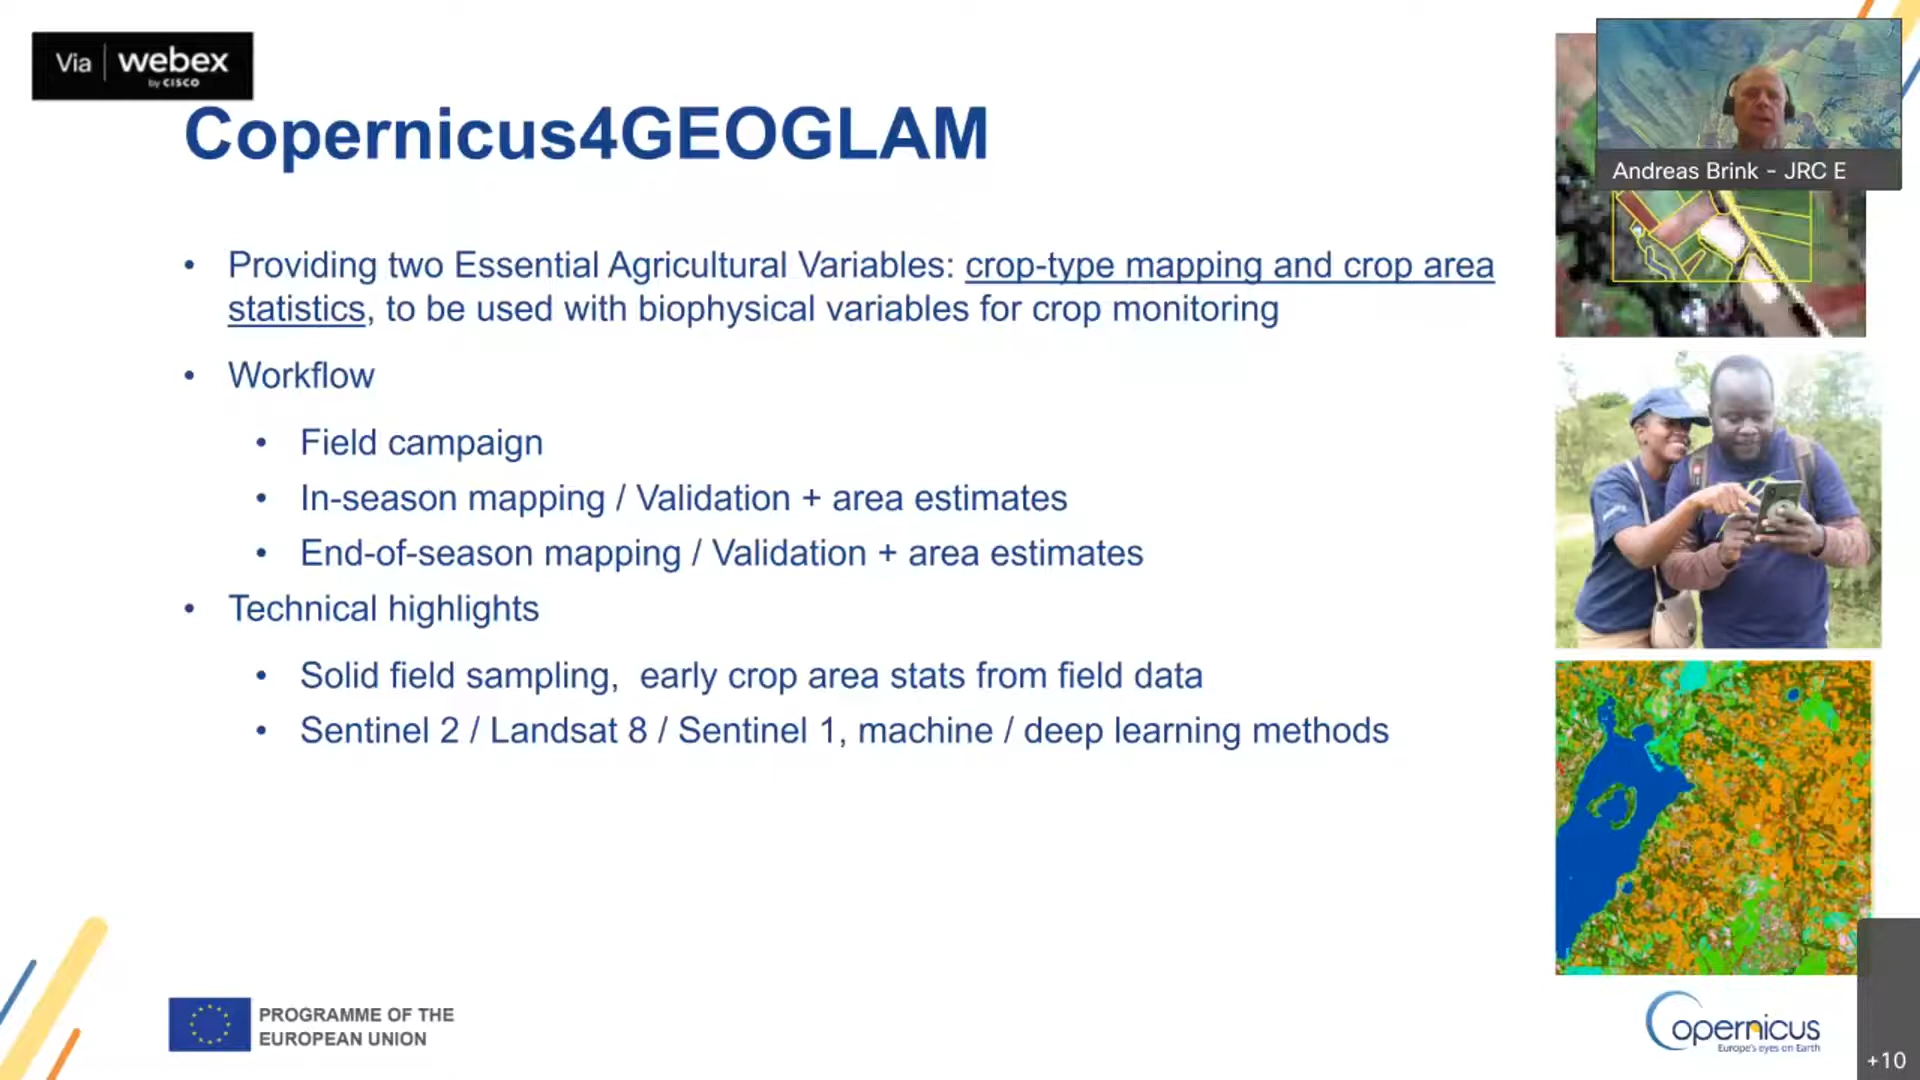 Via webex
by CISCO
Copernicus4GEOGLAM
Andreas Brink - JRC E
• Providing two Essential Agricultural Variables: crop-type mapping and crop area
statistics, to be used with biophysical variables for crop monitoring
• Workflow
• Field campaign
• In-season mapping / Validation + area estimates
• End-of-season mapping / Validation + area estimates
• Technical highlights
• Solid field sampling,  early crop area stats from field data
• Sentinel 2 / Landsat 8 / Sentinel 1, machine / deep learning methods
PROGRAMME OF THE
EUROPEAN UNION
Copernicus
Europe's eyes on Earth
+10